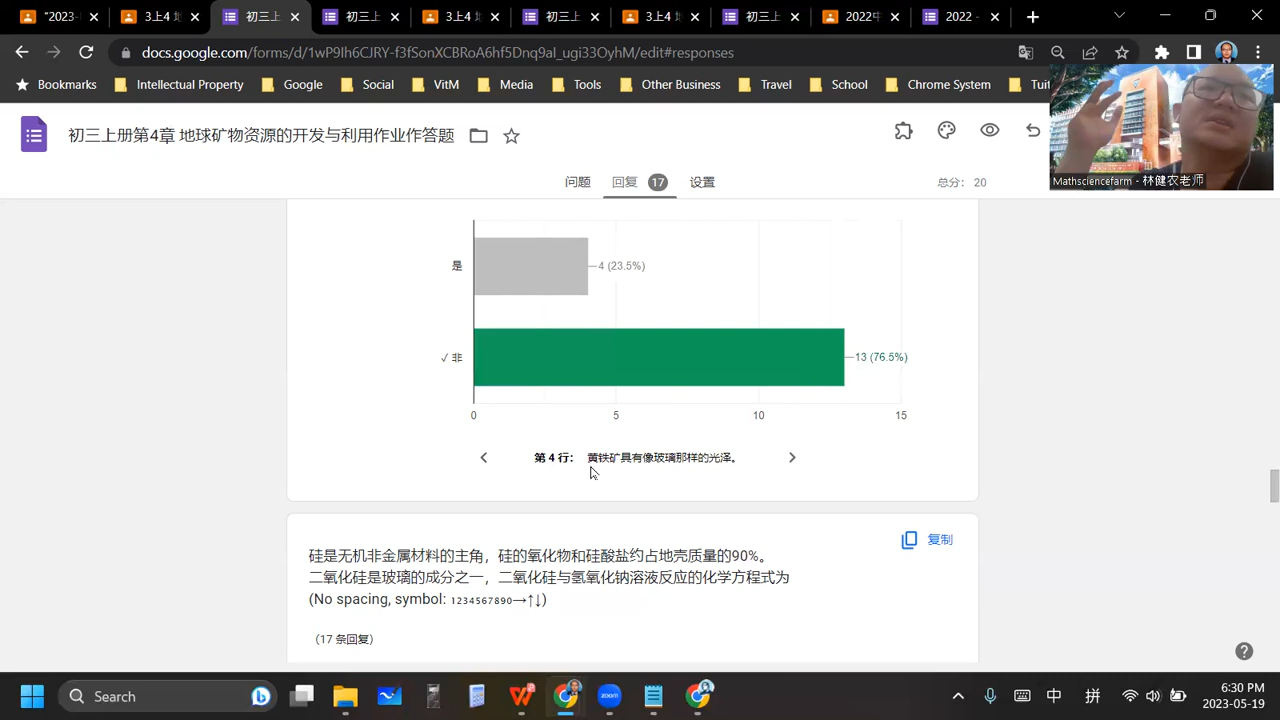 "2023-
3上4 地
初三上
初三上
3上4 地
初三上
3上4 地
初三上
2022中
2022 -
docs.google.com/forms/d/1wP9Ih6CJRY-f3fSonXCBRoA6hf5Dnq9aI_ugi33OyhM/edit#responses
Bookmarks
Intellectual Property
Google
Social
VitM
Media
Tools
Other Business
Travel
School
Chrome System
Tuit
初三上册第4章 地球矿物资源的开发与利用作业作答题
Mathsciencefarm - 林健农老师
问题
回复 17
设置
总分： 20
是
4 (23.5%)
✓ 非
13 (76.5%)
0 5 10 15
第 4 行： 黄铁矿具有像玻璃那样的光泽。
复制
硅是无机非金属材料的主角，硅的氧化物和硅酸盐约占地壳质量的90%。
二氧化硅是玻璃的成分之一，二氧化硅与氢氧化钠溶液反应的化学方程式为
(No spacing, symbol: ₁₂₃₄₅₆₇₈₉₀→↑↓)
（17 条回复）
Search
中
拼
6:30 PM
2023-05-19